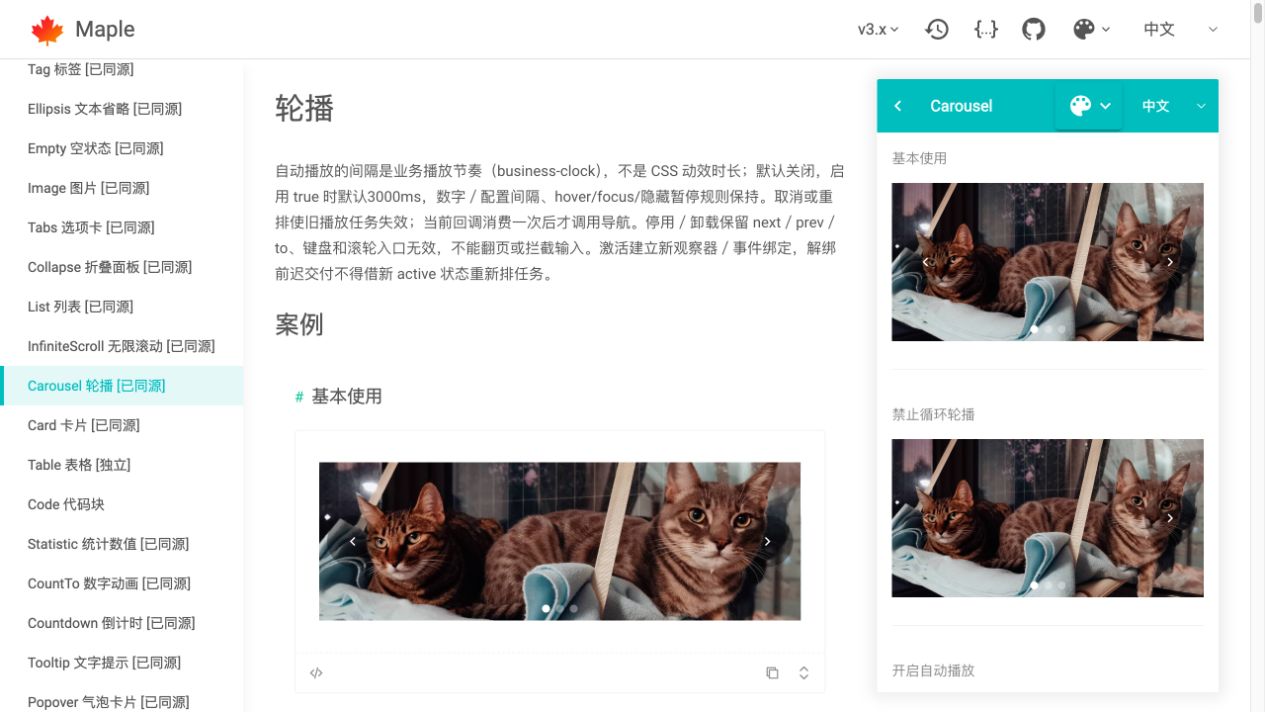 Maple
v3.x
{...}
中文
Tag 标签 [已同源]
Ellipsis 文本省略 [已同源]
Empty 空状态 [已同源]
Image 图片 [已同源]
Tabs 选项卡 [已同源]
Collapse 折叠面板 [已同源]
List 列表 [已同源]
InfiniteScroll 无限滚动 [已同源]
Carousel 轮播 [已同源]
Card 卡片 [已同源]
Table 表格 [独立]
Code 代码块
Statistic 统计数值 [已同源]
CountTo 数字动画 [已同源]
Countdown 倒计时 [已同源]
Tooltip 文字提示 [已同源]
Popover 气泡卡片 [已同源]
轮播
自动播放的间隔是业务播放节奏（business-clock），不是 CSS 动效时长；默认关闭，启
用 true 时默认3000ms，数字 / 配置间隔、hover/focus/隐藏暂停规则保持。取消或重
排使旧播放任务失效；当前回调消费一次后才调用导航。停用 / 卸载保留 next / prev /
to、键盘和滚轮入口无效，不能翻页或拦截输入。激活建立新观察器 / 事件绑定，解绑
前迟交付不得借新 active 状态重新排任务。
案例
# 基本使用
Carousel
中文
基本使用
禁止循环轮播
开启自动播放